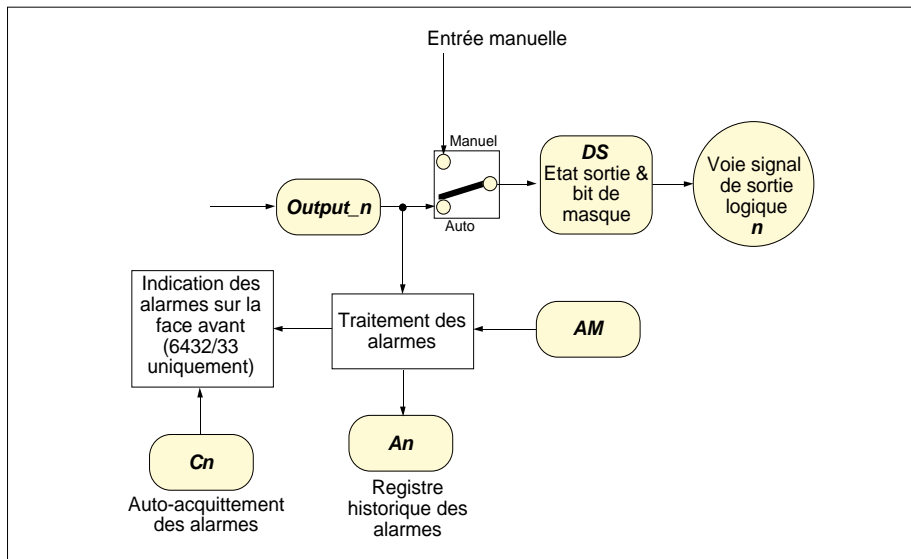 Entrée manuelle
Manuel
Auto
Output_n
DS
Etat sortie &
bit de
masque
Voie signal
de sortie
logique
n
Indication des
alarmes sur la
face avant
(6432/33
uniquement)
Traitement des
alarmes
AM
Cn
Auto-acquittement
des alarmes
An
Registre
historique des
alarmes